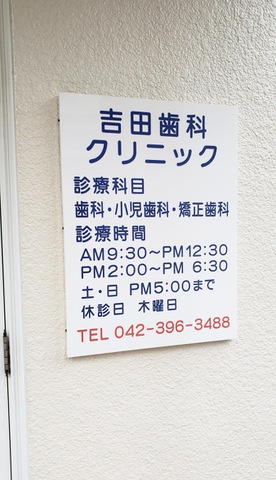 吉田歯科
クリニック
診療科目
歯科・小児歯科・矯正歯科
診療時間
AM9:30～PM12:30
PM2:00～PM 6:30
土・日 PM5:00まで
休診日 木曜日
TEL 042-396-3488